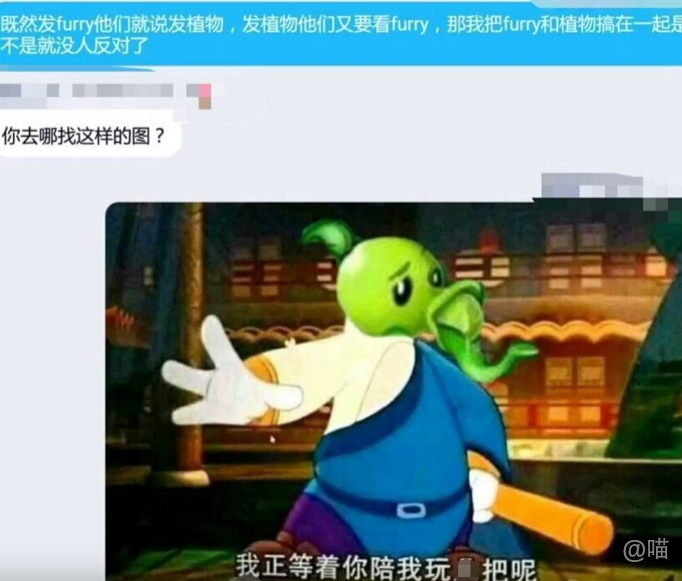 既然发furry他们就说发植物，发植物他们又要看furry，那我把furry和植物搞在一起是
不是就没人反对了
你去哪找这样的图？
我正等着你陪我玩 把呢
@喵